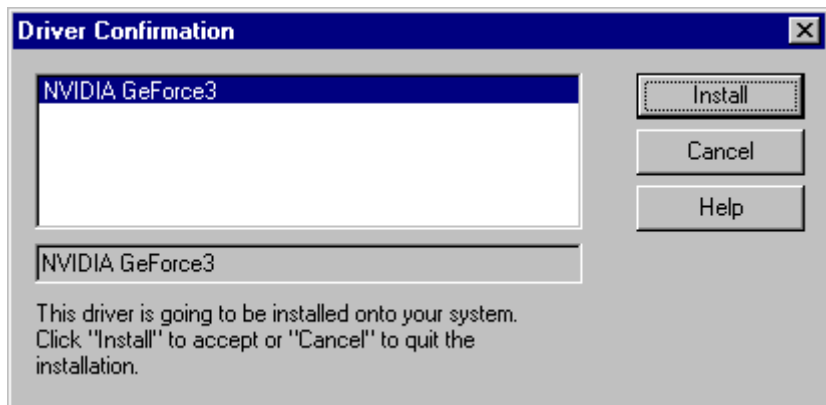 Driver Confirmation
NVIDIA GeForce3
Install
Cancel
Help
NVIDIA GeForce3
This driver is going to be installed onto your system.
Click "Install" to accept or "Cancel" to quit the
installation.